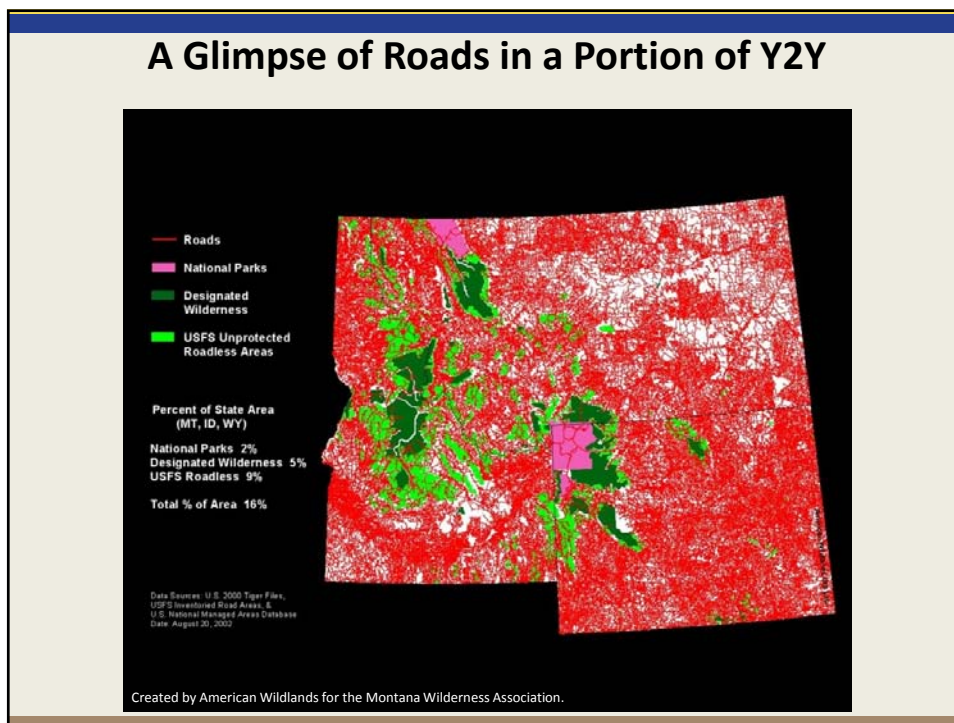 A Glimpse of Roads in a Portion of Y2Y
Roads
National Parks
Designated
Wilderness
USFS Unprotected
Roadless Areas
Percent of State Area
(MT, ID, WY)
National Parks 2%
Designated Wilderness 5%
USFS Roadless 9%
Total % of Area 16%
Data Sources: U.S. 2000 Tiger Files,
USFS Inventoried Road Areas, &
U.S. National Managed Areas Database
Date: August 20, 2002
Created by American Wildlands for the Montana Wilderness Association.